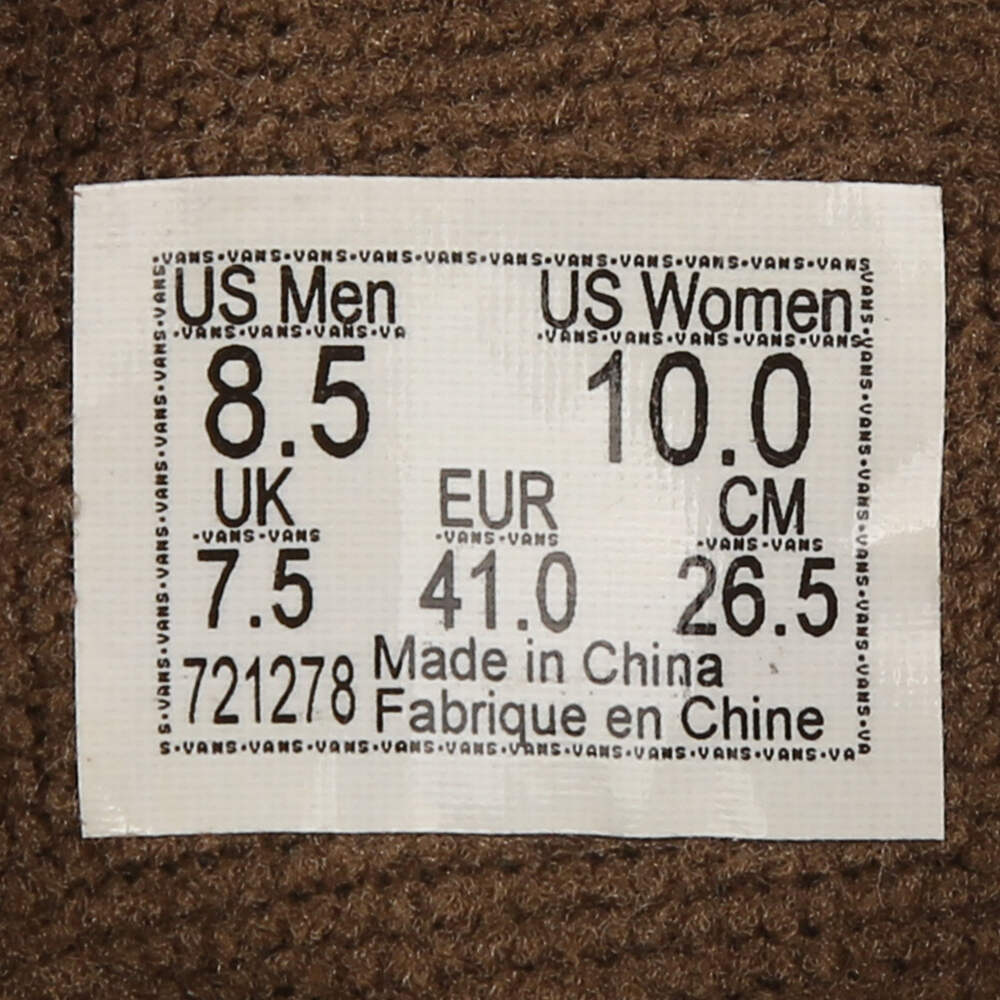 VANS•VANS•VANS•VANS•VANS•VANS•VANS•VANS•VANS•VANS•VANS
US Men US Women
•VANS•VANS•VANS•VA •VANS•VANS•VANS•VANS•VANS
8.5 10.0
UK EUR CM
•VANS•VANS •VANS•VANS •VANS•VANS
7.5 41.0 26.5
721278 Made in China
Fabrique en Chine
S•VANS•VANS•VANS•VANS•VANS•VANS•VANS•VANS•VANS•VANS•VA